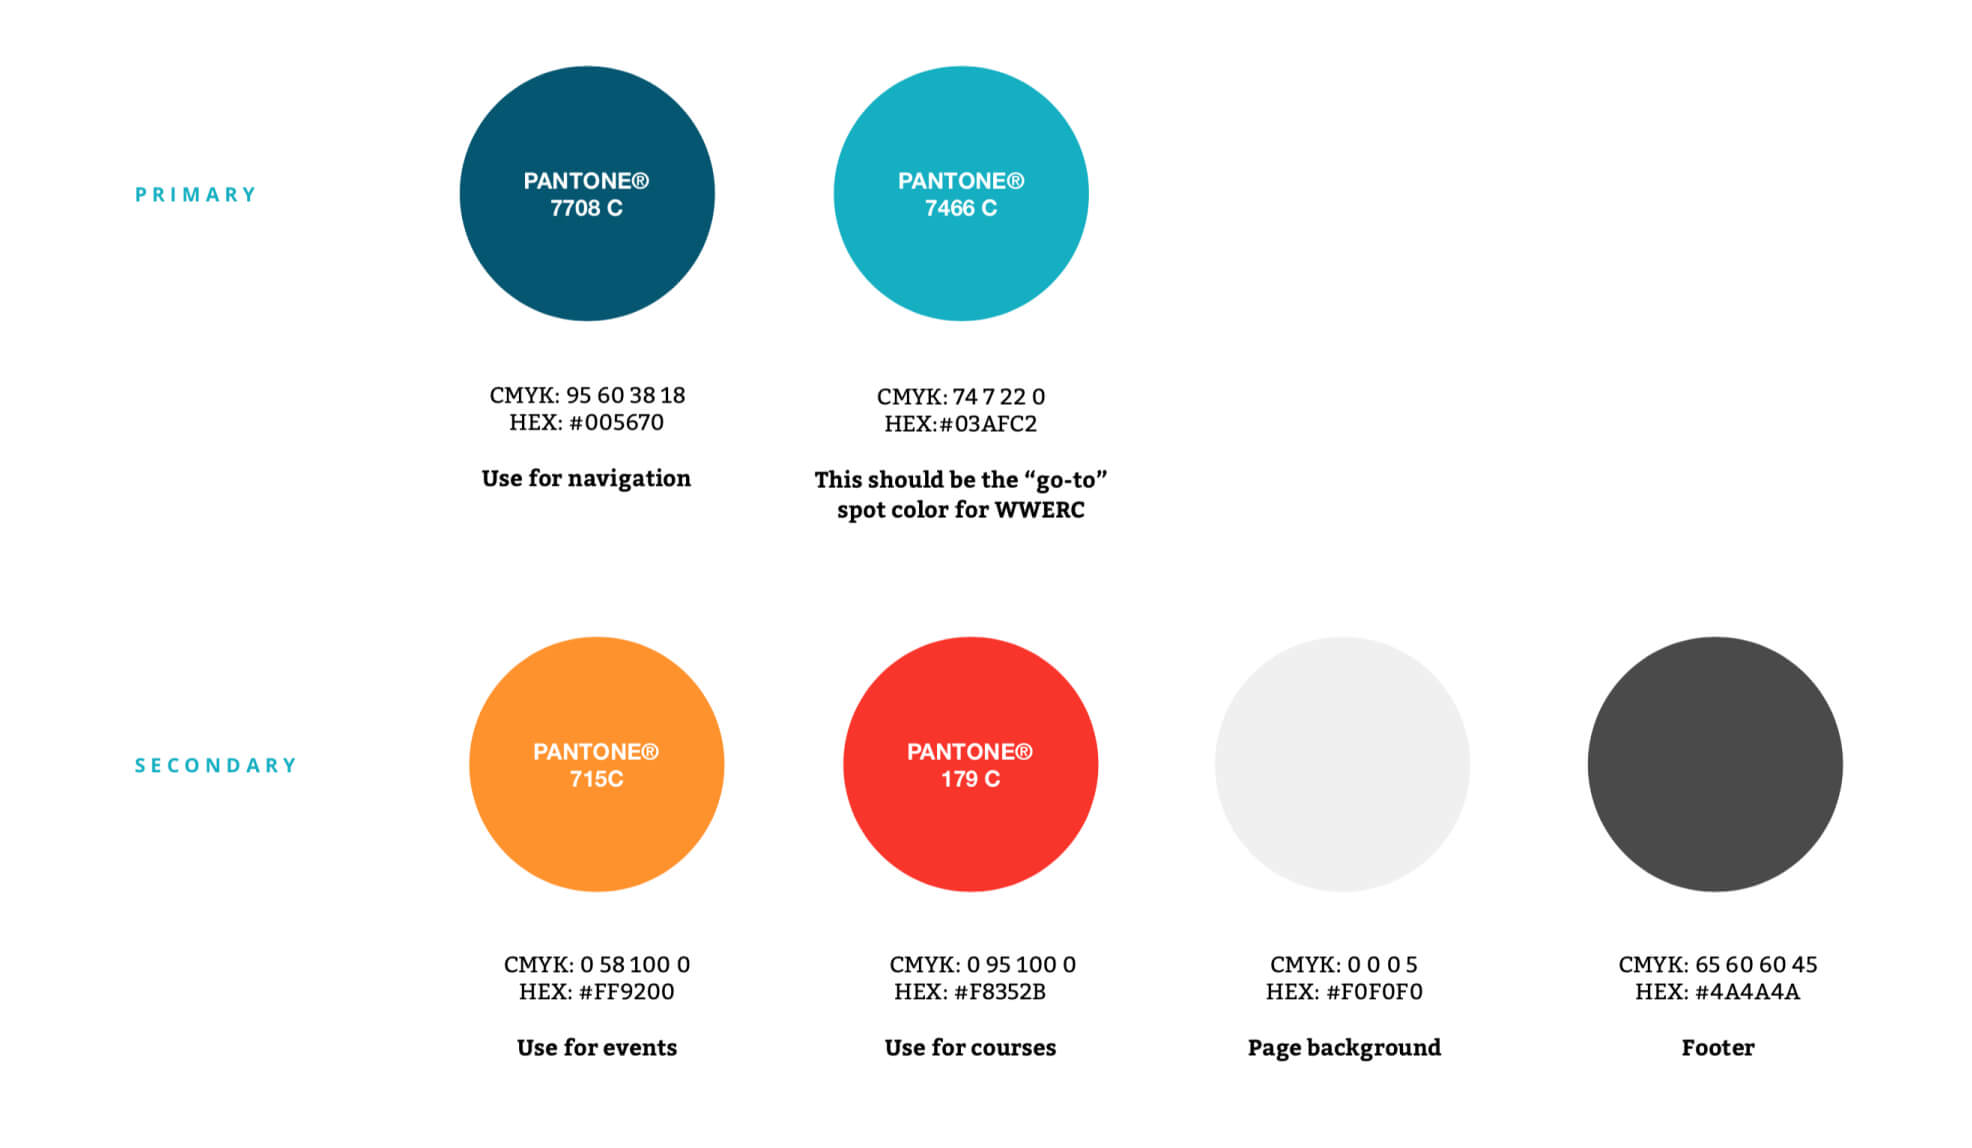 PRIMARY
PANTONE®
7708 C
PANTONE®
7466 C
CMYK: 95 60 38 18
HEX: #005670
Use for navigation
CMYK: 74 7 22 0
HEX:#03AFC2
This should be the “go-to”
spot color for WWERC
SECONDARY
PANTONE®
715C
PANTONE®
179 C
CMYK: 0 58 100 0
HEX: #FF9200
Use for events
CMYK: 0 95 100 0
HEX: #F8352B
Use for courses
CMYK: 0 0 0 5
HEX: #F0F0F0
Page background
CMYK: 65 60 60 45
HEX: #4A4A4A
Footer